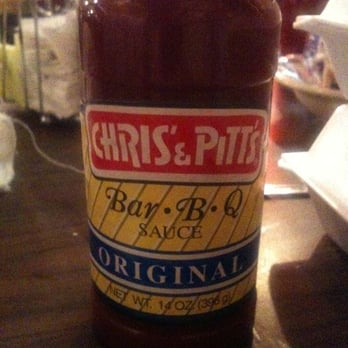 CHRIS' & PITT'S
Bar·B·Q
SAUCE
ORIGINAL
NET WT. 14 OZ. (396 g)